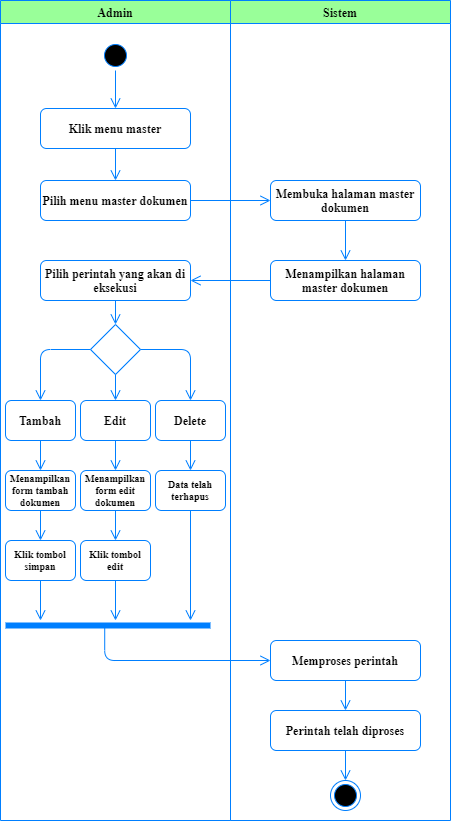 Admin
Sistem
Klik menu master
Pilih menu master dokumen
Membuka halaman master
dokumen
Pilih perintah yang akan di
eksekusi
Menampilkan halaman
master dokumen
Tambah
Edit
Delete
Menampilkan
form tambah
dokumen
Menampilkan
form edit
dokumen
Data telah
terhapus
Klik tombol
simpan
Klik tombol
edit
Memproses perintah
Perintah telah diproses